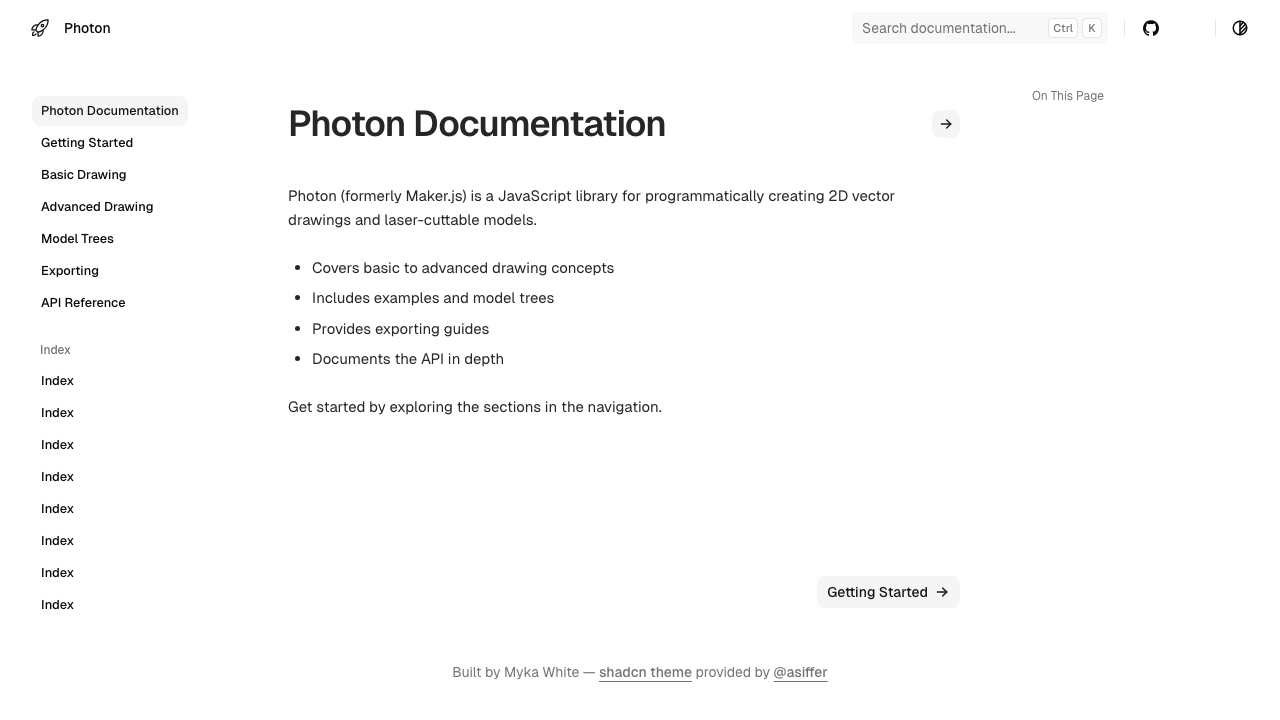 Photon
Search documentation...
Ctrl K
Photon Documentation
Getting Started
Basic Drawing
Advanced Drawing
Model Trees
Exporting
API Reference
Index
Index
Index
Index
Index
Index
Index
Index
Index
Photon Documentation
Photon (formerly Maker.js) is a JavaScript library for programmatically creating 2D vector
drawings and laser-cuttable models.
• Covers basic to advanced drawing concepts
• Includes examples and model trees
• Provides exporting guides
• Documents the API in depth
Get started by exploring the sections in the navigation.
Getting Started →
On This Page
Built by Myka White — shadcn theme provided by @asiffer